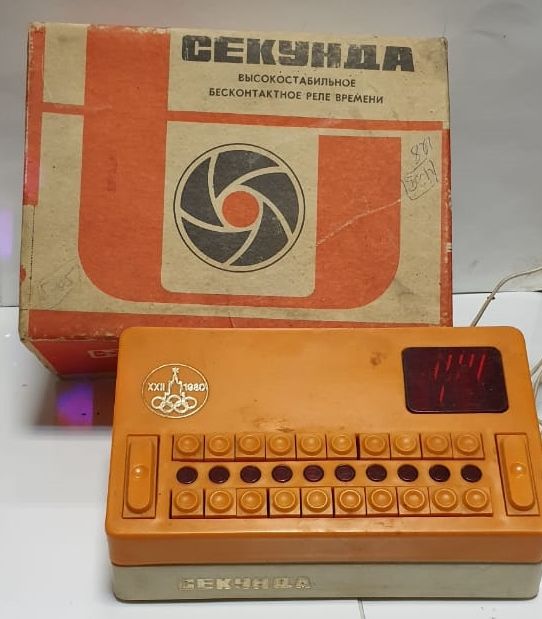 СЕКУНДА
ВЫСОКОСТАБИЛЬНОЕ
БЕСКОНТАКТНОЕ РЕЛЕ ВРЕМЕНИ
XXII 1980
СЕКУНДА